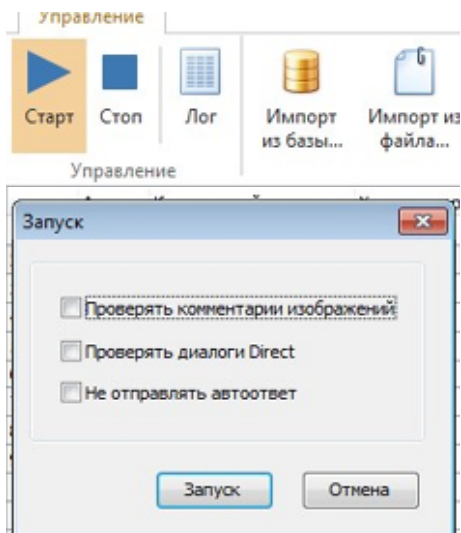 Управление
Старт Стоп Лог Импорт из базы... Импорт из файла...
Управление
Запуск
Проверять комментарии изображений
Проверять диалоги Direct
Не отправлять автоответ
Запуск Отмена